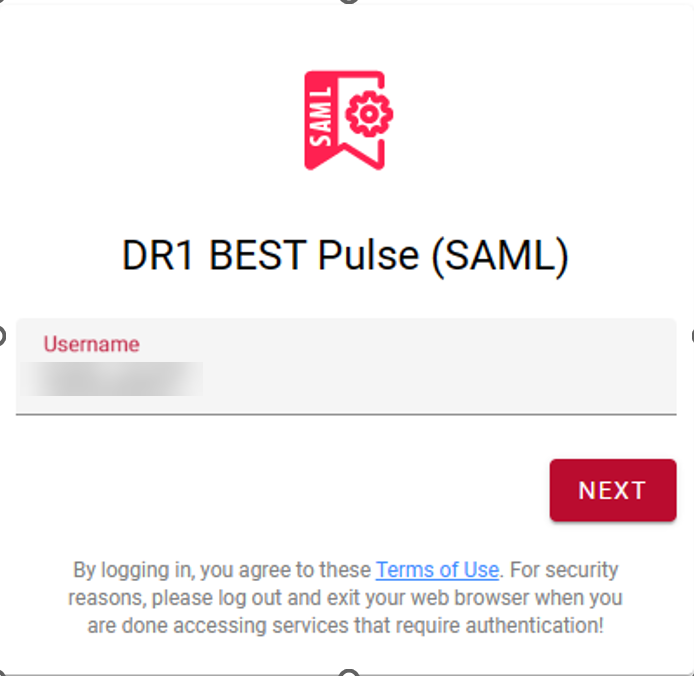 SAML
DR1 BEST Pulse (SAML)
Username
NEXT
By logging in, you agree to these Terms of Use. For security
reasons, please log out and exit your web browser when you
are done accessing services that require authentication!